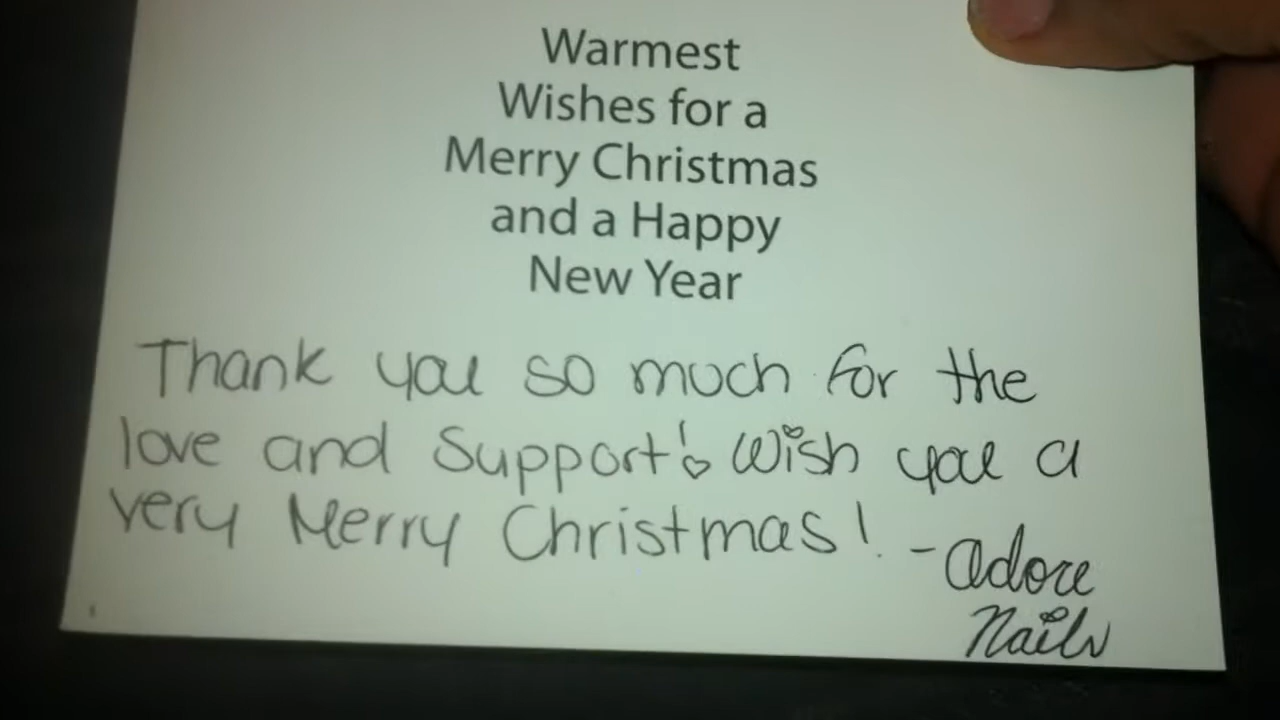 Warmest
Wishes for a
Merry Christmas
and a Happy
New Year
Thank you so much for the
love and Support! Wish you a
very Merry Christmas! - Adore
Nails